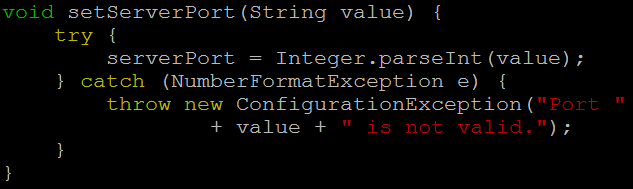 void setServerPort(String value) {
    try {
        serverPort = Integer.parseInt(value);
    } catch (NumberFormatException e) {
        throw new ConfigurationException("Port "
                + value + " is not valid.");
    }
}